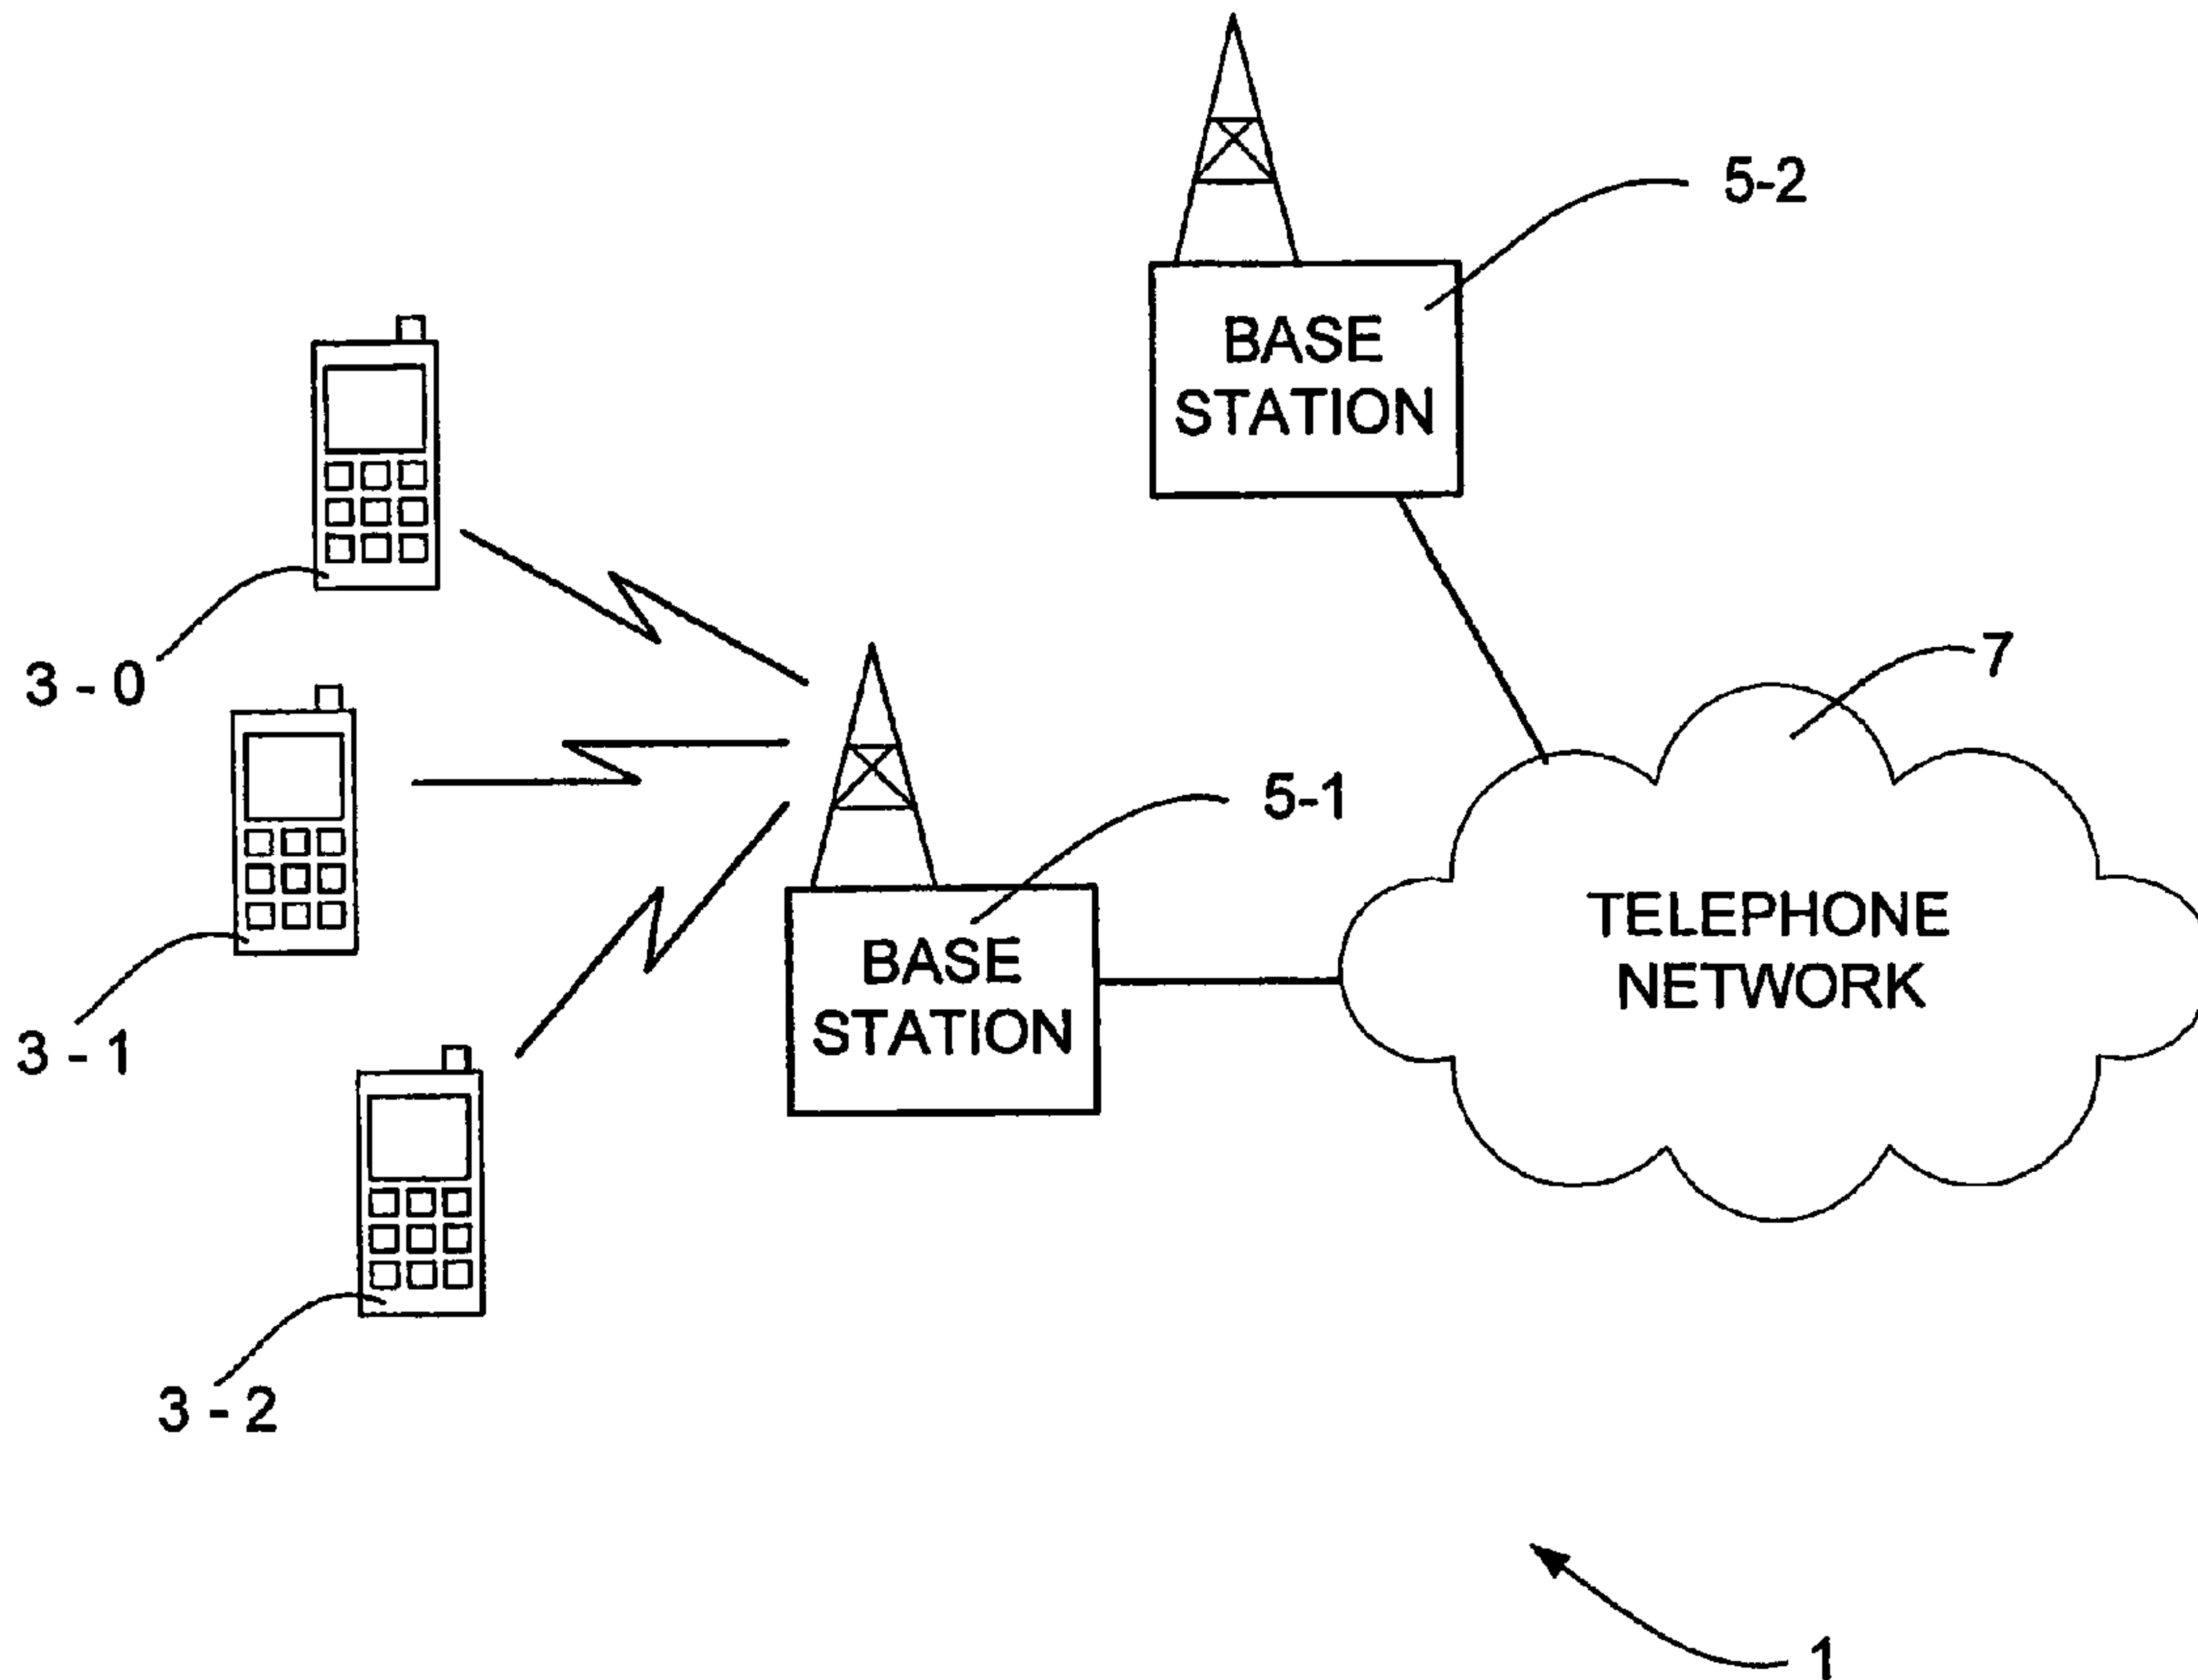 5-2
BASE
STATION
3 - 0
7
5-1
3 - 1
BASE
STATION
TELEPHONE
NETWORK
3 - 2
1